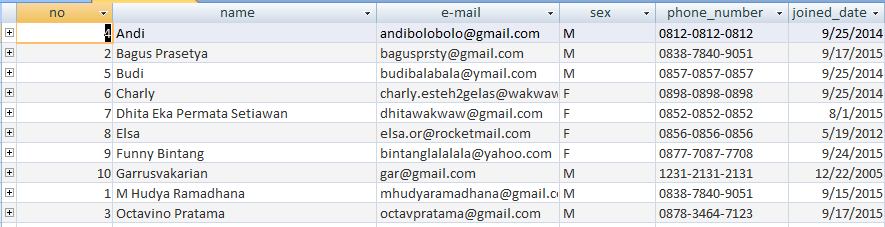 no name e-mail sex phone_number joined_date
4 Andi andibolobolo@gmail.com M 0812-0812-0812 9/25/2014
2 Bagus Prasetya bagusprsty@gmail.com M 0838-7840-9051 9/17/2015
5 Budi budibalabala@ymail.com M 0857-0857-0857 9/25/2014
6 Charly charly.esteh2gelas@wakwaw F 0898-0898-0898 9/25/2014
7 Dhita Eka Permata Setiawan dhitawakwaw@gmail.com F 0852-0852-0852 8/1/2015
8 Elsa elsa.or@rocketmail.com F 0856-0856-0856 5/19/2012
9 Funny Bintang bintanglalalala@yahoo.com F 0877-7087-7708 9/24/2015
10 Garrusvakarian gar@gmail.com M 1231-2131-2131 12/22/2005
1 M Hudya Ramadhana mhudyaramadhana@gmail.c M 0838-7840-9051 9/15/2015
3 Octavino Pratama octavpratama@gmail.com M 0878-3464-7123 9/17/2015